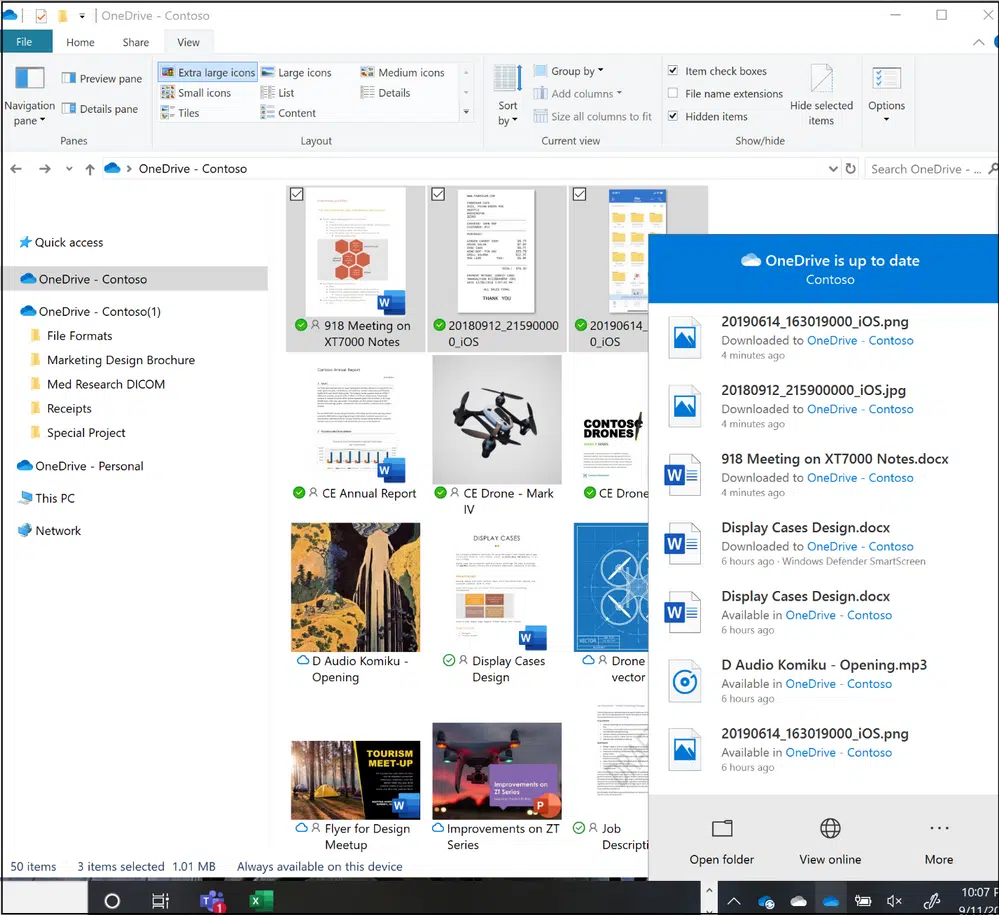 OneDrive - Contoso
File Home Share View
Navigation pane
Preview pane
Details pane
Panes
Extra large icons Large icons Medium icons
Small icons List Details
Tiles Content
Layout
Sort by
Group by
Add columns
Size all columns to fit
Current view
Item check boxes
File name extensions
Hidden items
Hide selected items
Show/hide
Options
OneDrive - Contoso
Search OneDrive - ...
Quick access
OneDrive - Contoso
OneDrive - Contoso(1)
File Formats
Marketing Design Brochure
Med Research DICOM
Receipts
Special Project
OneDrive - Personal
This PC
Network
THANK YOU
918 Meeting on
XT7000 Notes
20180912_21590000
0_iOS
20190614_
0_iOS
Contoso Annual Report
CONTOSO
DRONES
CE Annual Report
CE Drone - Mark
IV
CE Drone
DISPLAY CASES
VECTOR
D Audio Komiku -
Opening
Display Cases
Design
Drone
vector
TOURISM
MEET-UP
Improvements on
ZT Series
Flyer for Design
Meetup
Improvements on ZT
Series
Job
Descripti
OneDrive is up to date
Contoso
20190614_163019000_iOS.png
Downloaded to OneDrive - Contoso
4 minutes ago
20180912_215900000_iOS.jpg
Downloaded to OneDrive - Contoso
4 minutes ago
918 Meeting on XT7000 Notes.docx
Downloaded to OneDrive - Contoso
4 minutes ago
Display Cases Design.docx
Downloaded to OneDrive - Contoso
6 hours ago · Windows Defender SmartScreen
Display Cases Design.docx
Available in OneDrive - Contoso
6 hours ago
D Audio Komiku - Opening.mp3
Available in OneDrive - Contoso
6 hours ago
20190614_163019000_iOS.png
Available in OneDrive - Contoso
6 hours ago
Open folder View online More
50 items 3 items selected 1.01 MB Always available on this device
10:07 P
9/11/20